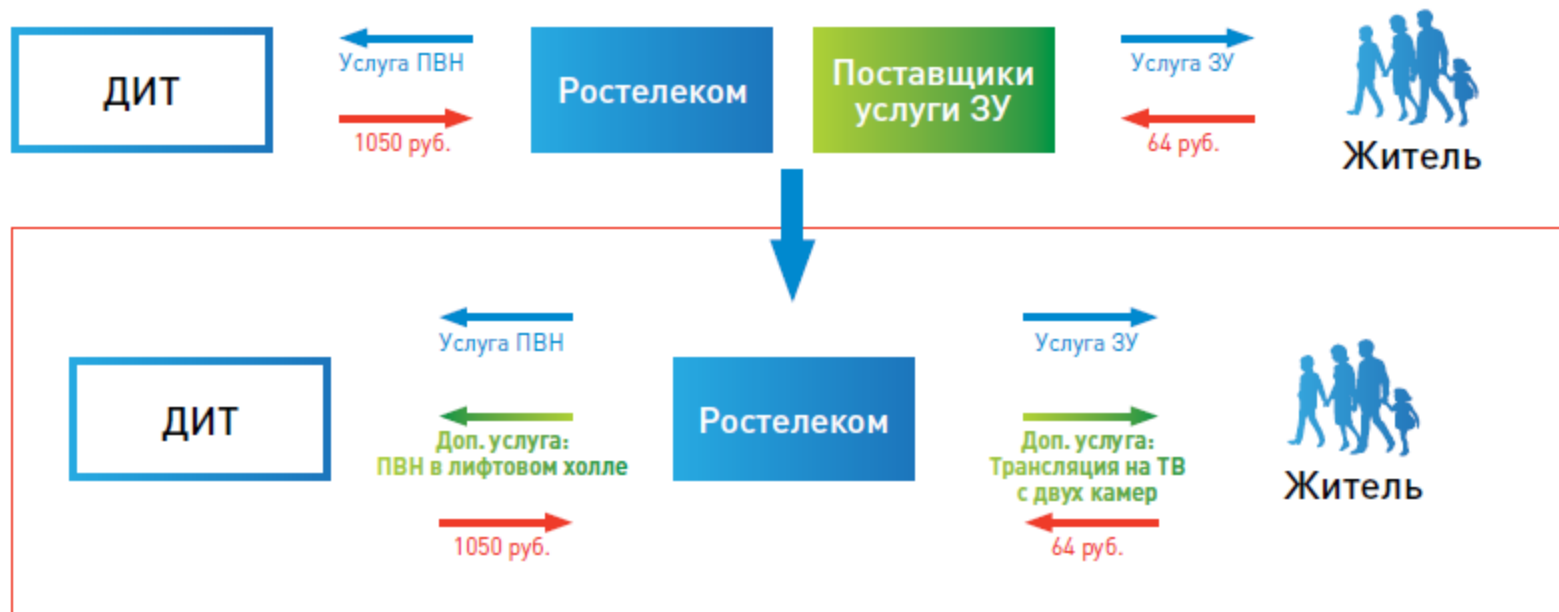 ДИТ
Услуга ПВН
1050 руб.
Ростелеком
Поставщики
услуги ЗУ
Услуга ЗУ
64 руб.
Житель
ДИТ
Услуга ПВН
Доп. услуга:
ПВН в лифтовом холле
1050 руб.
Ростелеком
Услуга ЗУ
Доп. услуга:
Трансляция на ТВ
с двух камер
64 руб.
Житель